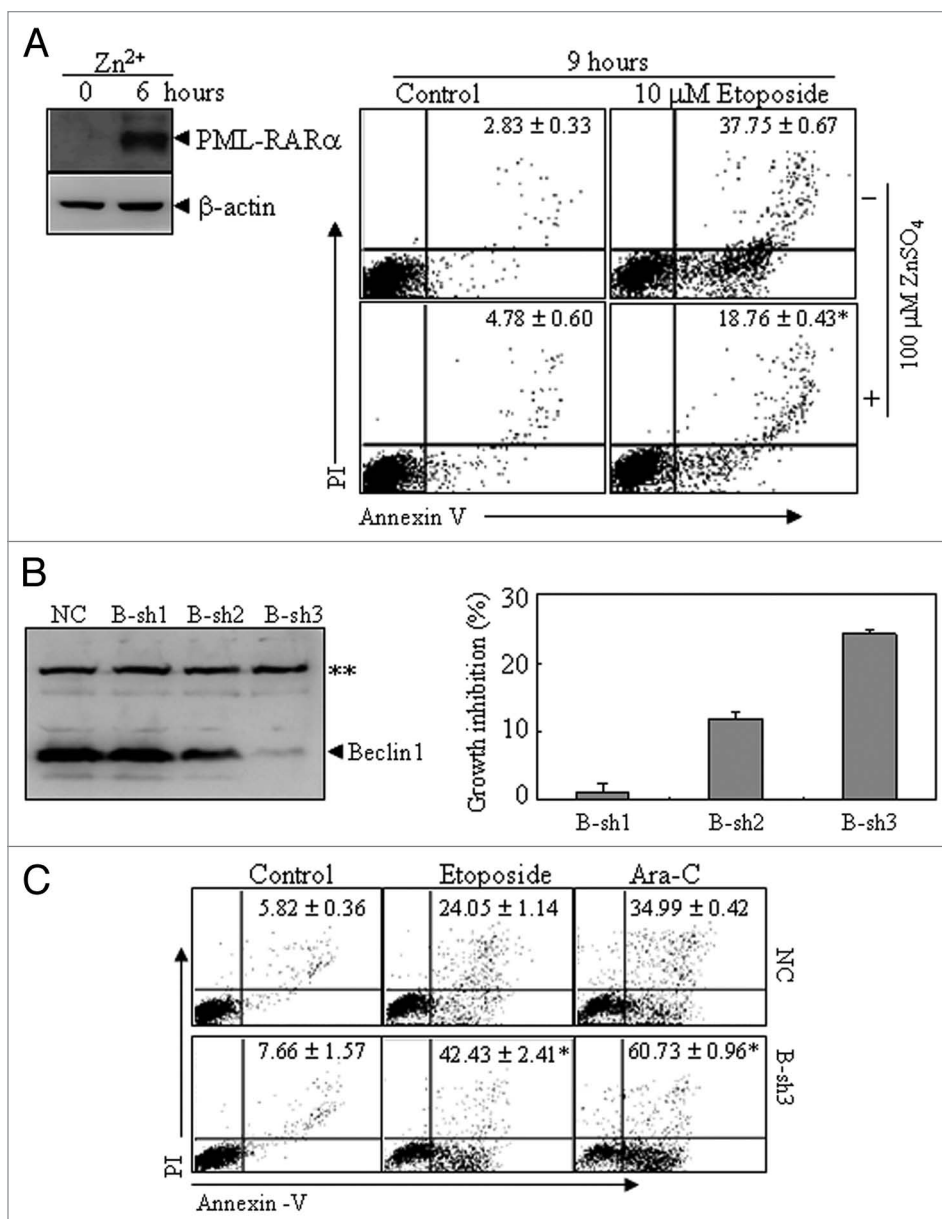 A
Zn²⁺
0 6 hours
PML-RARα
β-actin
9 hours
Control 10 µM Etoposide
2.83 ± 0.33 37.75 ± 0.67
4.78 ± 0.60 18.76 ± 0.43*
−
+
100 µM ZnSO₄
PI
Annexin V
B
NC B-sh1 B-sh2 B-sh3
**
Beclin1
Growth inhibition (%)
30
20
10
0
B-sh1 B-sh2 B-sh3
C
Control Etoposide Ara-C
5.82 ± 0.36 24.05 ± 1.14 34.99 ± 0.42
NC
7.66 ± 1.57 42.43 ± 2.41* 60.73 ± 0.96*
B-sh3
PI
Annexin -V